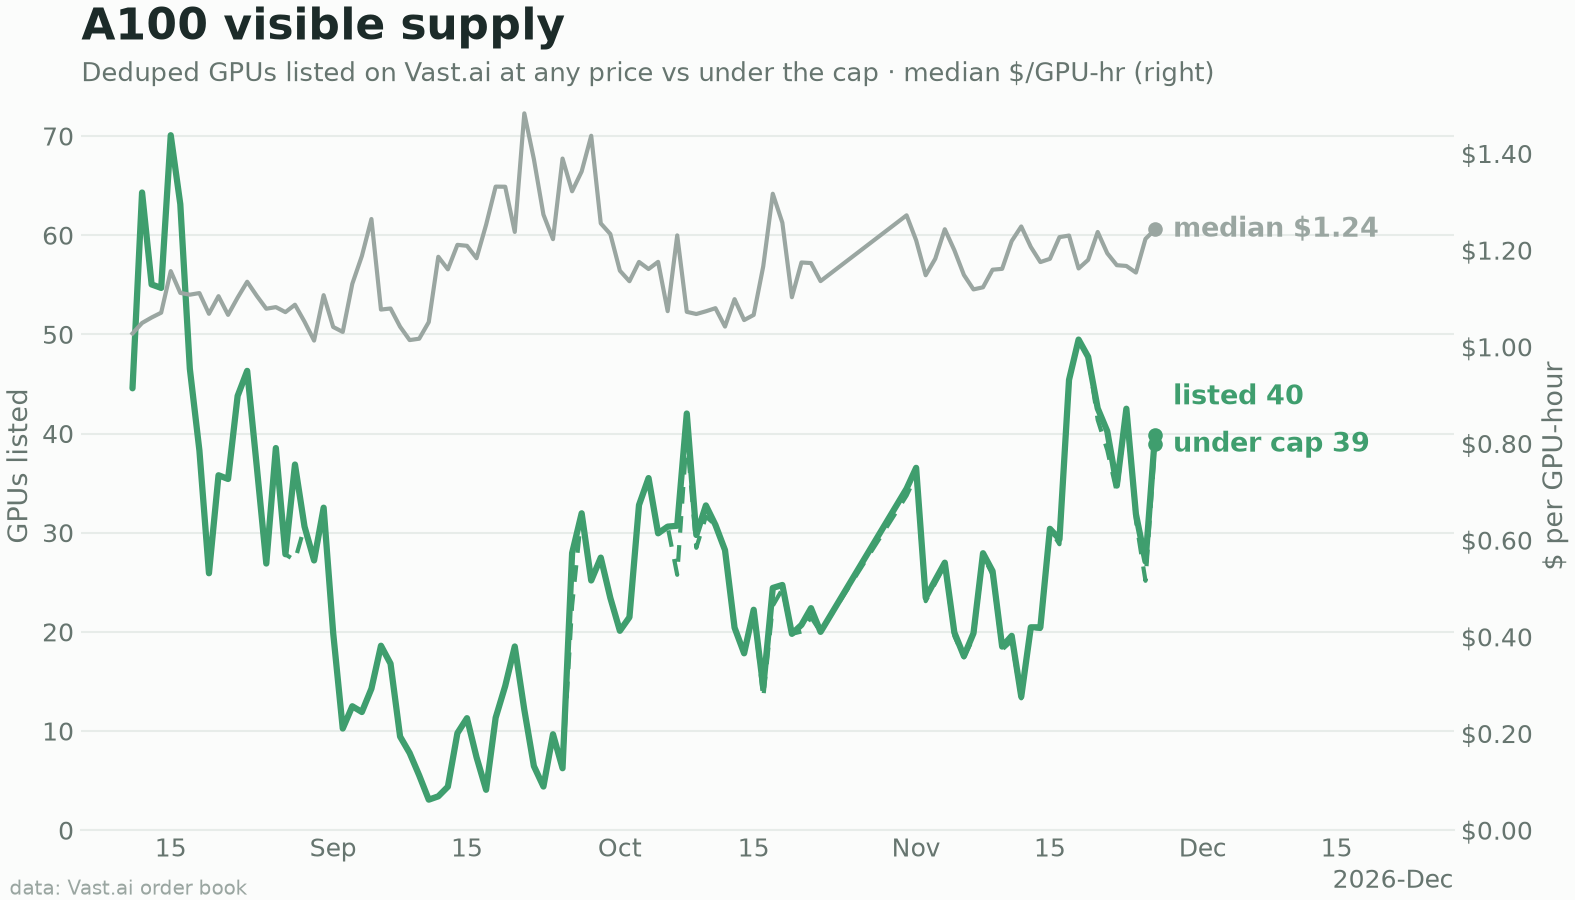 A100 visible supply
Deduped GPUs listed on Vast.ai at any price vs under the cap · median $/GPU-hr (right)
GPUs listed
70
60
50
40
30
20
10
0
$1.40
$1.20
$1.00
$0.80
$0.60
$0.40
$0.20
$0.00
$ per GPU-hour
median $1.24
listed 40
under cap 39
15 Sep 15 Oct 15 Nov 15 Dec 15
2026-Dec
data: Vast.ai order book